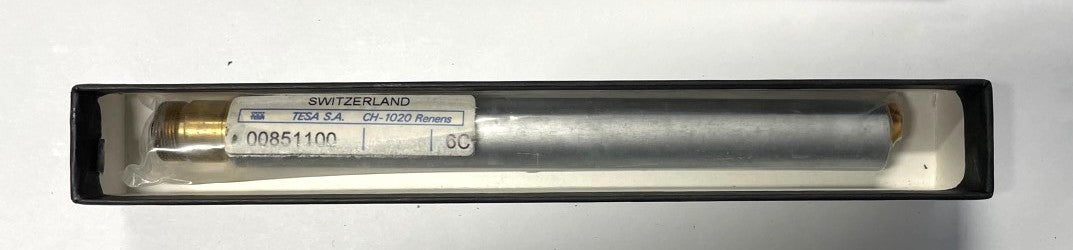 SWITZERLAND
TESA S.A. CH-1020 Renens
00851100 6C